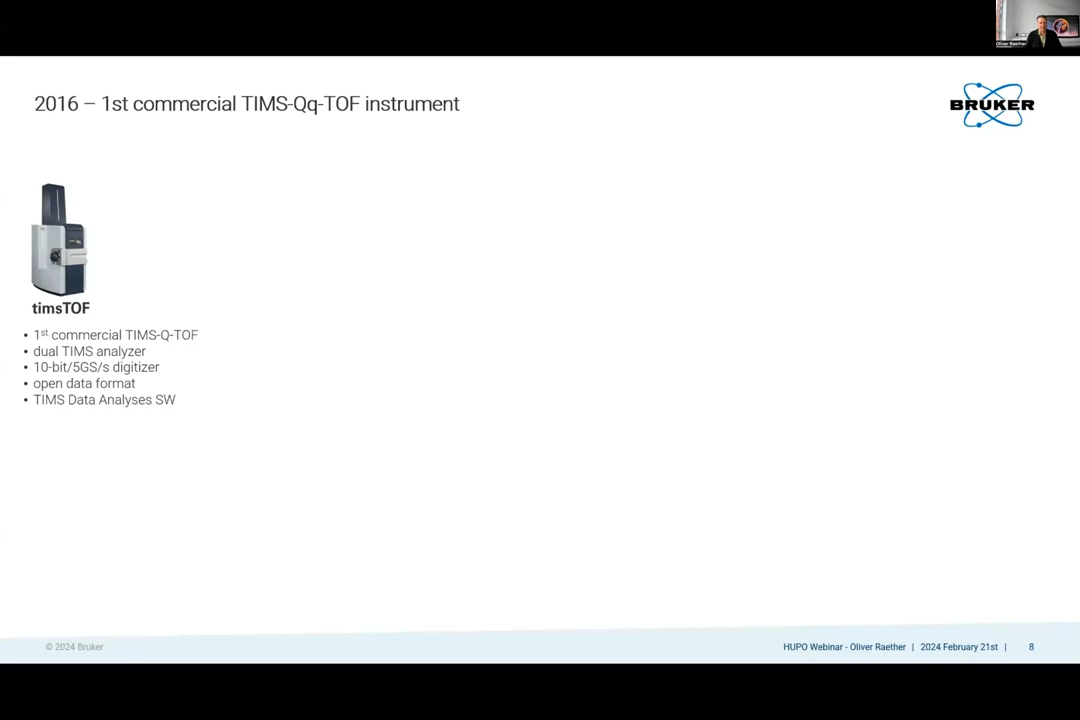 Oliver Raether
2016 – 1st commercial TIMS-Qq-TOF instrument
BRUKER
timsTOF
• 1st commercial TIMS-Q-TOF
• dual TIMS analyzer
• 10-bit/5GS/s digitizer
• open data format
• TIMS Data Analyses SW
© 2024 Bruker
HUPO Webinar - Oliver Raether | 2024 February 21st | 8